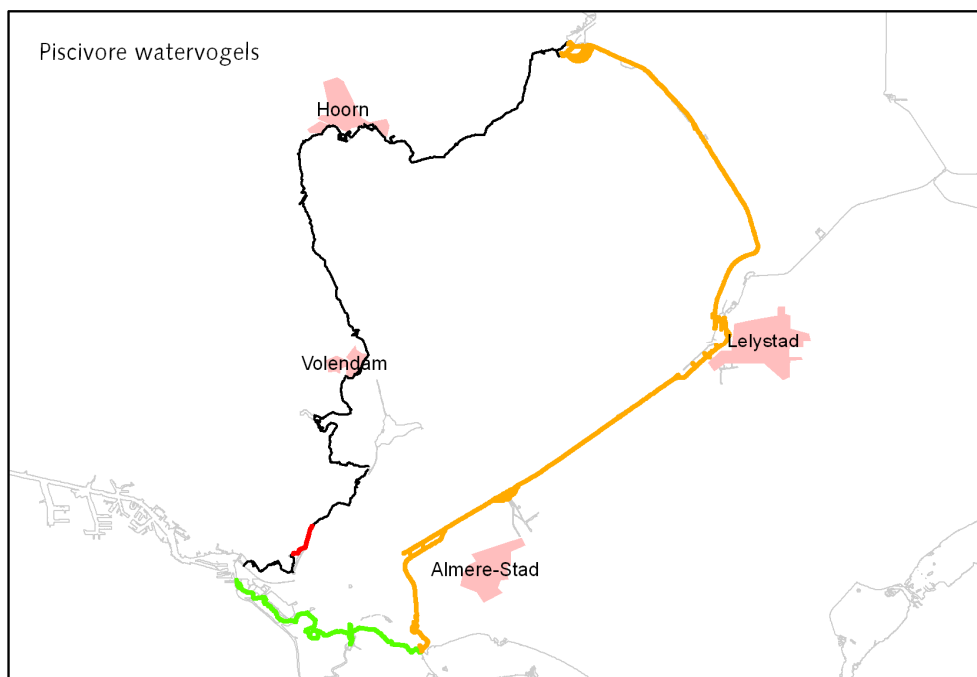 Piscivore watervogels
Hoorn
Lelystad
Volendam
Almere-Stad